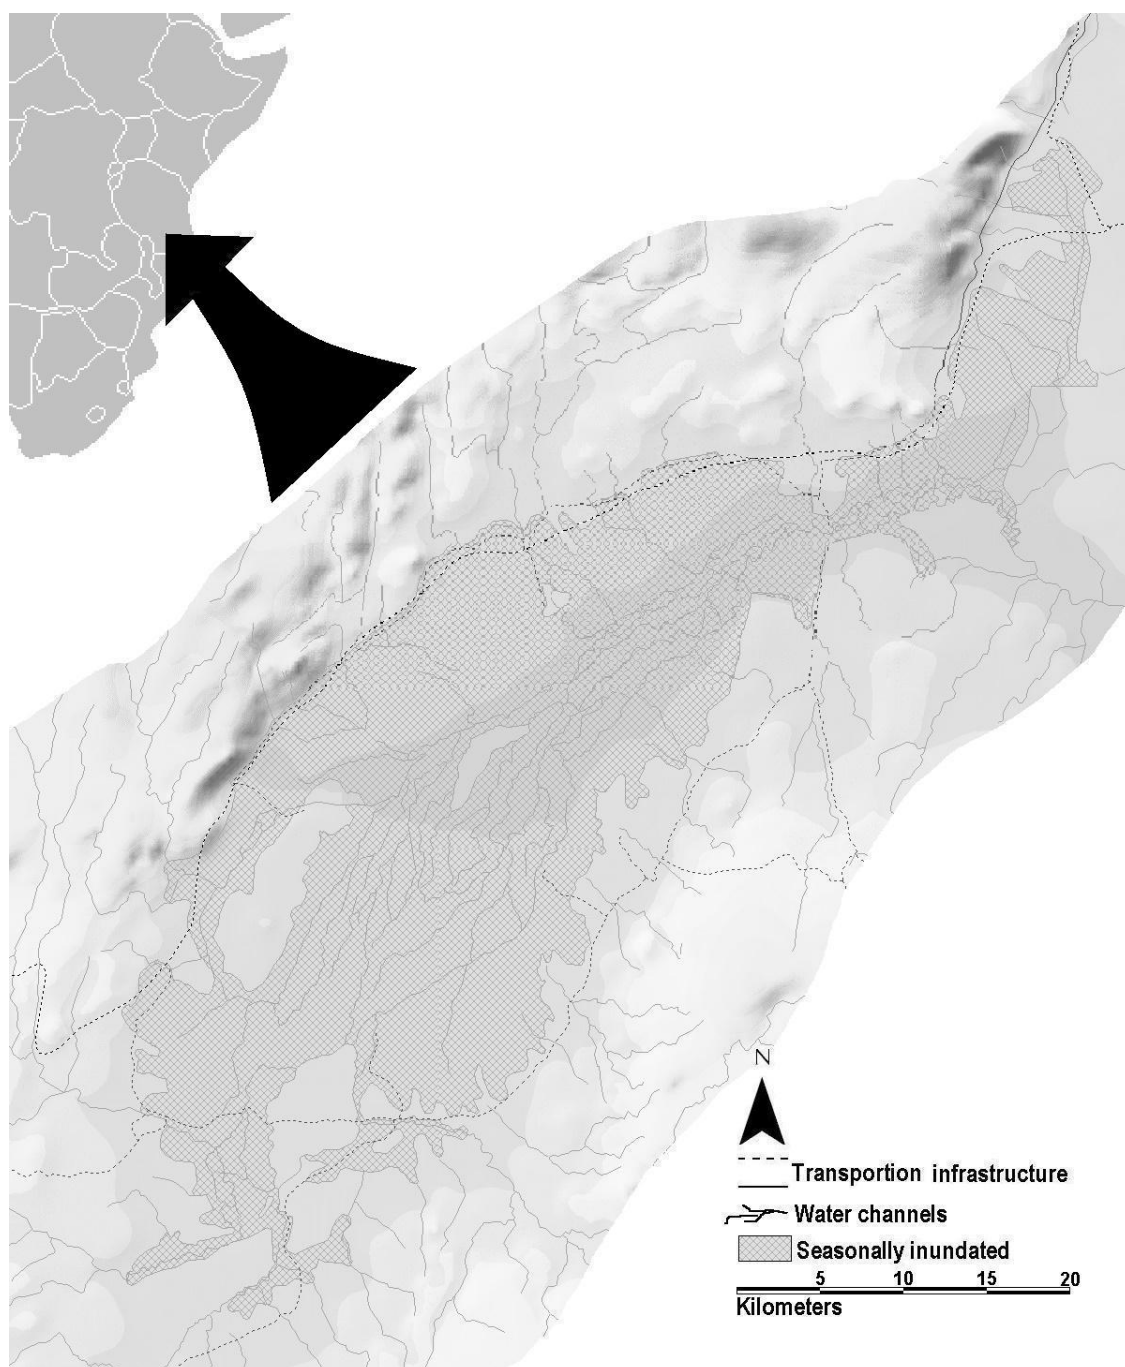 N
Transportion infrastructure
Water channels
Seasonally inundated
5 10 15 20
Kilometers